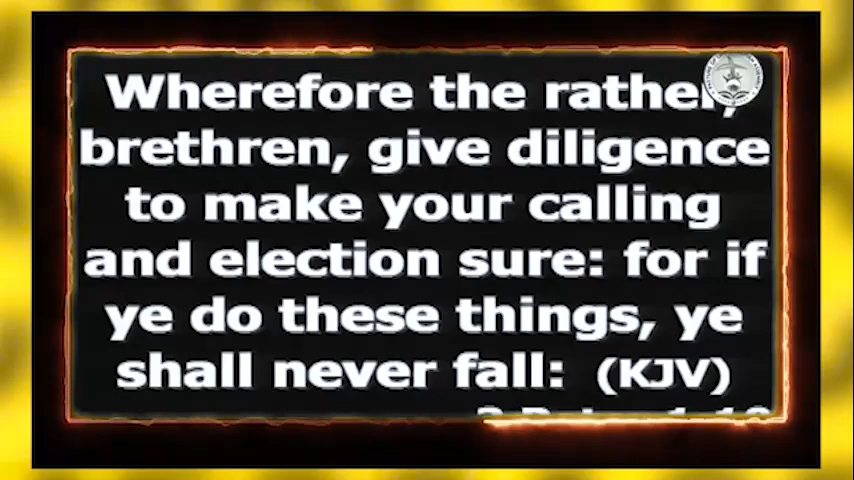 Wherefore the rather,
brethren, give diligence
to make your calling
and election sure: for if
ye do these things, ye
shall never fall: (KJV)